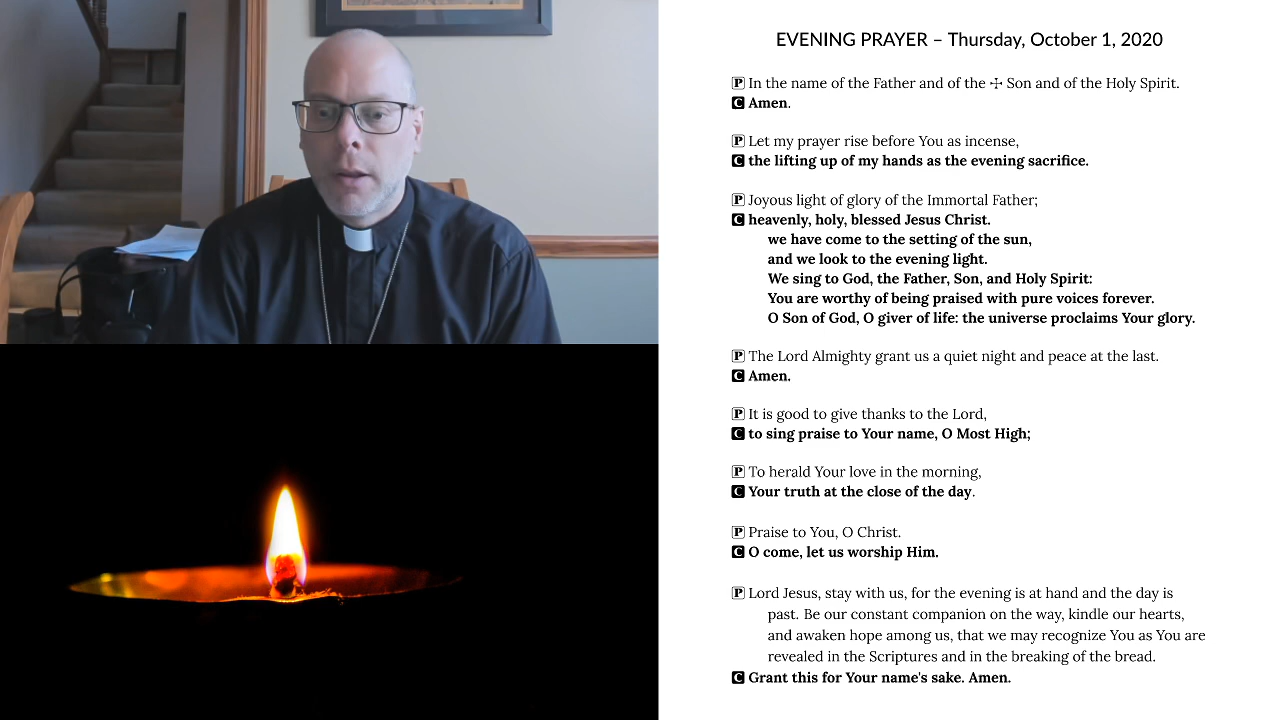 EVENING PRAYER – Thursday, October 1, 2020
P In the name of the Father and of the ☩ Son and of the Holy Spirit.
C Amen.
P Let my prayer rise before You as incense,
C the lifting up of my hands as the evening sacrifice.
P Joyous light of glory of the Immortal Father;
C heavenly, holy, blessed Jesus Christ.
we have come to the setting of the sun,
and we look to the evening light.
We sing to God, the Father, Son, and Holy Spirit:
You are worthy of being praised with pure voices forever.
O Son of God, O giver of life: the universe proclaims Your glory.
P The Lord Almighty grant us a quiet night and peace at the last.
C Amen.
P It is good to give thanks to the Lord,
C to sing praise to Your name, O Most High;
P To herald Your love in the morning,
C Your truth at the close of the day.
P Praise to You, O Christ.
C O come, let us worship Him.
P Lord Jesus, stay with us, for the evening is at hand and the day is
past. Be our constant companion on the way, kindle our hearts,
and awaken hope among us, that we may recognize You as You are
revealed in the Scriptures and in the breaking of the bread.
C Grant this for Your name's sake. Amen.